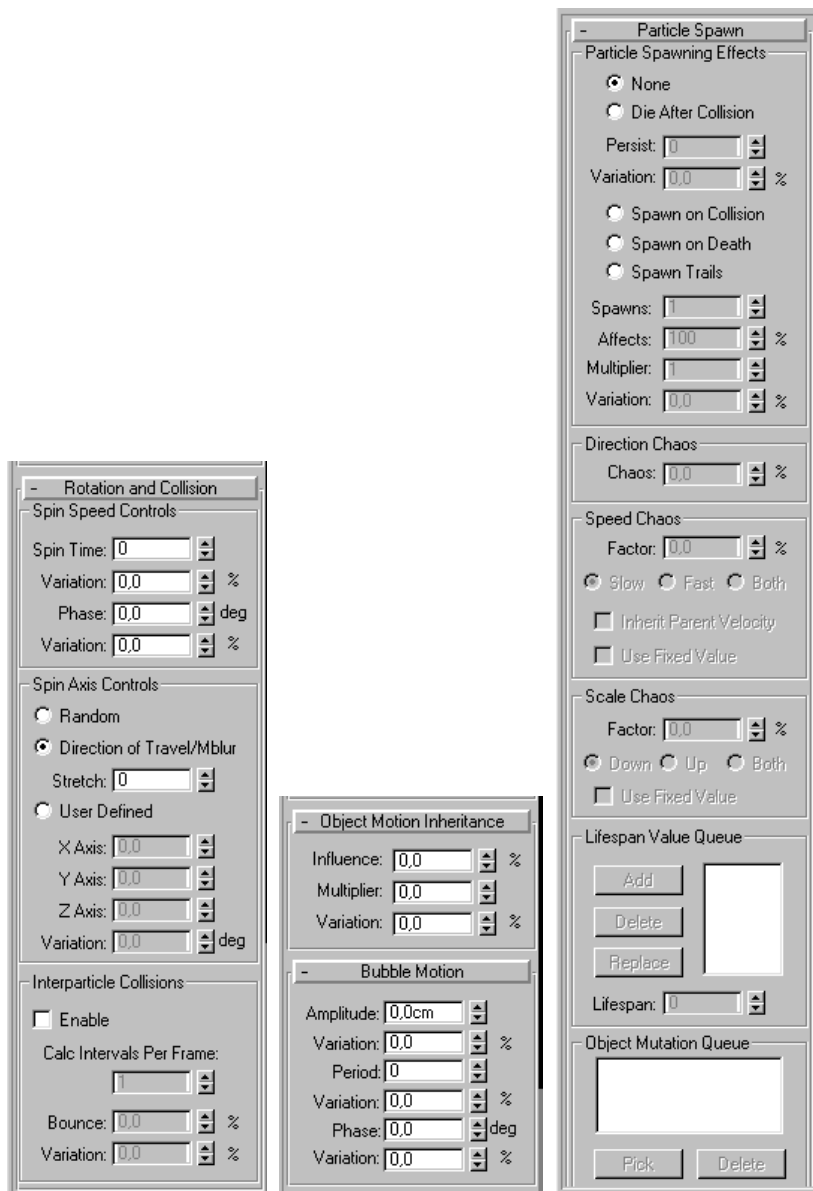 - Rotation and Collision
Spin Speed Controls
Spin Time: 0
Variation: 0,0 %
Phase: 0,0 deg
Variation: 0,0 %
Spin Axis Controls
Random
Direction of Travel/Mblur
Stretch: 0
User Defined
X Axis: 0,0
Y Axis: 0,0
Z Axis: 0,0
Variation: 0,0 deg
Interparticle Collisions
Enable
Calc Intervals Per Frame:
1
Bounce: 0,0 %
Variation: 0,0 %
- Object Motion Inheritance
Influence: 0,0 %
Multiplier: 0,0
Variation: 0,0 %
- Bubble Motion
Amplitude: 0,0cm
Variation: 0,0 %
Period: 0
Variation: 0,0 %
Phase: 0,0 deg
Variation: 0,0 %
- Particle Spawn
Particle Spawning Effects
None
Die After Collision
Persist: 0
Variation: 0,0 %
Spawn on Collision
Spawn on Death
Spawn Trails
Spawns: 1
Affects: 100 %
Multiplier: 1
Variation: 0,0 %
Direction Chaos
Chaos: 0,0 %
Speed Chaos
Factor: 0,0 %
Slow Fast Both
Inherit Parent Velocity
Use Fixed Value
Scale Chaos
Factor: 0,0 %
Down Up Both
Use Fixed Value
Lifespan Value Queue
Add
Delete
Replace
Lifespan: 0
Object Mutation Queue
Pick Delete